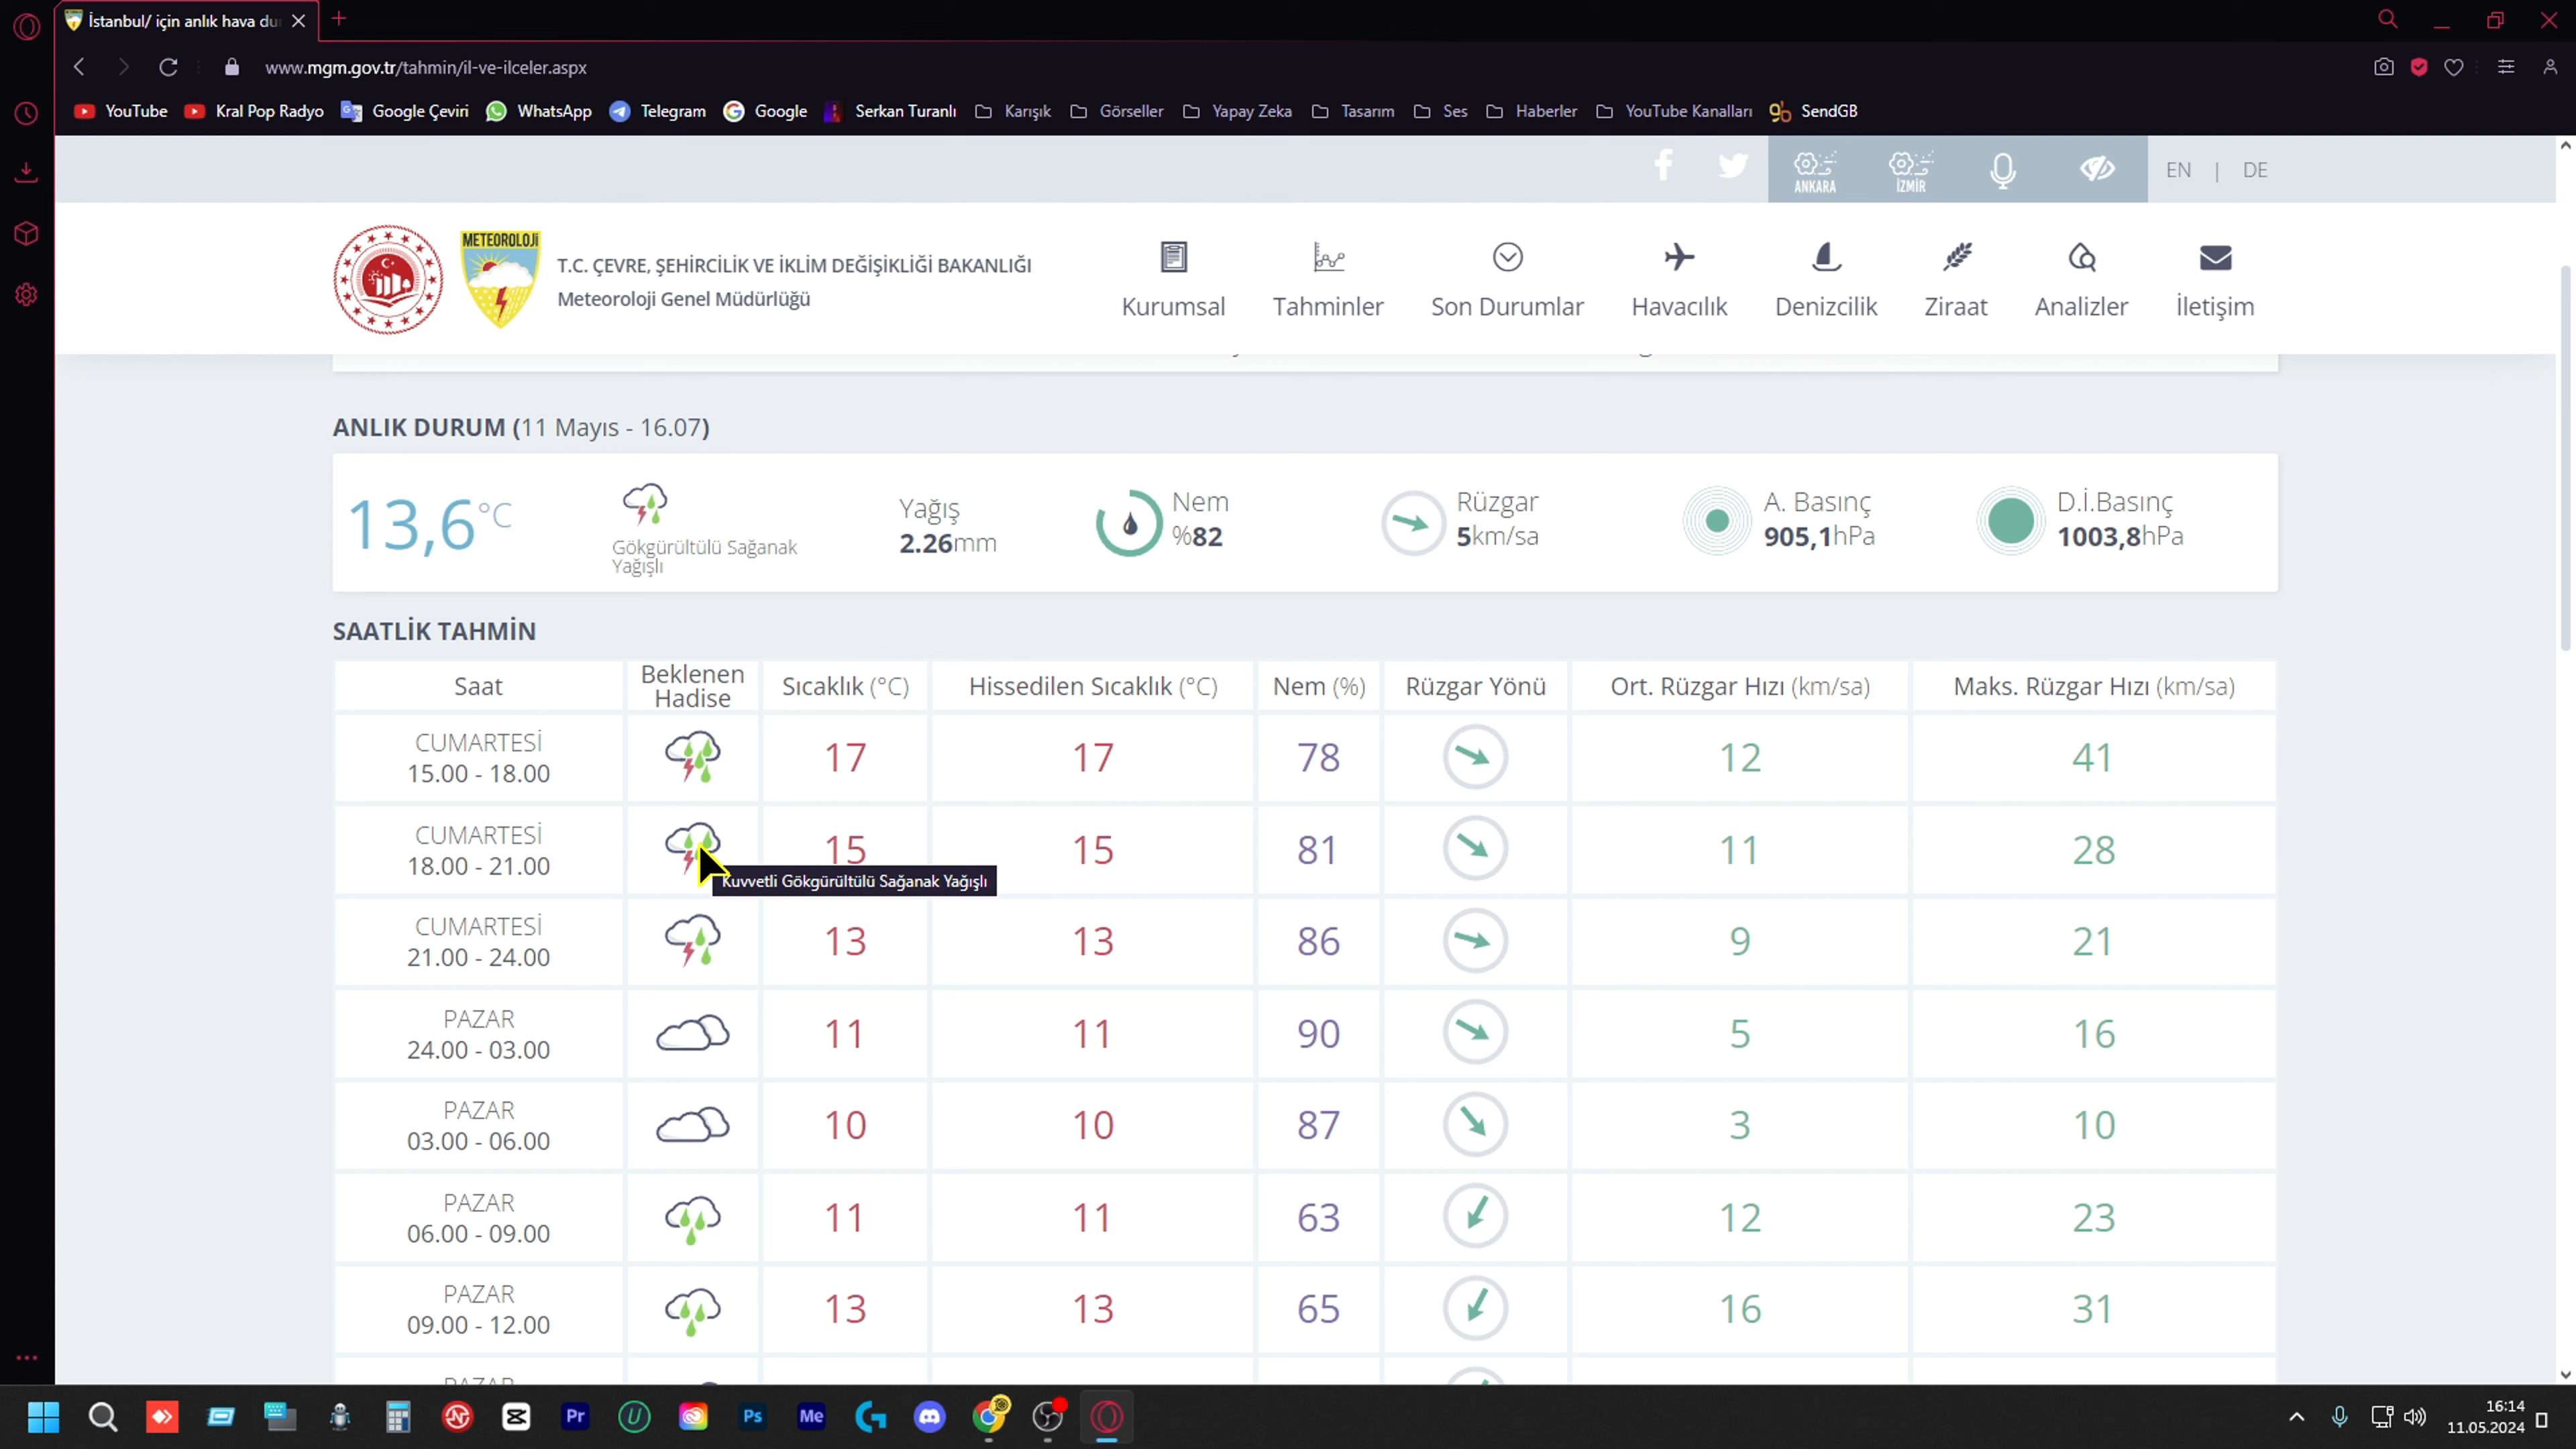 İstanbul/ için anlık hava du
www.mgm.gov.tr/tahmin/il-ve-ilceler.aspx
YouTube Kral Pop Radyo Google Çeviri WhatsApp Telegram Google Serkan Turanlı Karışık Görseller Yapay Zeka Tasarım Ses Haberler YouTube Kanalları SendGB
ANKARA İZMİR EN | DE
METEOROLOJİ
T.C. ÇEVRE, ŞEHİRCİLİK VE İKLİM DEĞİŞİKLİĞİ BAKANLIĞI
Meteoroloji Genel Müdürlüğü
Kurumsal Tahminler Son Durumlar Havacılık Denizcilik Ziraat Analizler İletişim
ANLIK DURUM (11 Mayıs - 16.07)
13,6 °C
Gökgürültülü Sağanak
Yağışlı
Yağış
2.26mm
Nem
%82
Rüzgar
5km/sa
A. Basınç
905,1hPa
D.İ.Basınç
1003,8hPa
SAATLİK TAHMİN
Saat Beklenen Hadise Sıcaklık (°C) Hissedilen Sıcaklık (°C) Nem (%) Rüzgar Yönü Ort. Rüzgar Hızı (km/sa) Maks. Rüzgar Hızı (km/sa)
CUMARTESİ
15.00 - 18.00 17 17 78 12 41
CUMARTESİ
18.00 - 21.00 15 15 81 11 28
Kuvvetli Gökgürültülü Sağanak Yağışlı
CUMARTESİ
21.00 - 24.00 13 13 86 9 21
PAZAR
24.00 - 03.00 11 11 90 5 16
PAZAR
03.00 - 06.00 10 10 87 3 10
PAZAR
06.00 - 09.00 11 11 63 12 23
PAZAR
09.00 - 12.00 13 13 65 16 31
PAZAR
Pr U Ps Me
16:14
11.05.2024